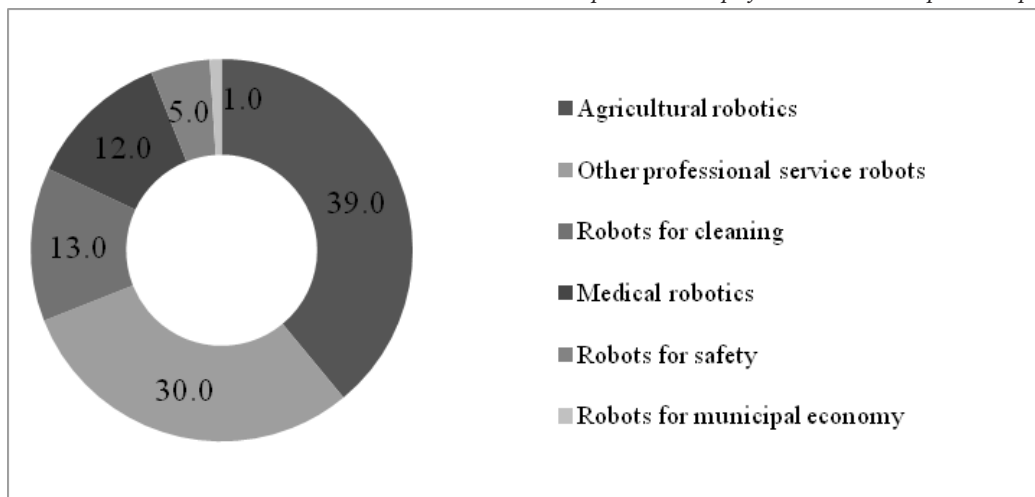 1.0
5.0
12.0
39.0
13.0
30.0
Agricultural robotics
Other professional service robots
Robots for cleaning
Medical robotics
Robots for safety
Robots for municipal economy